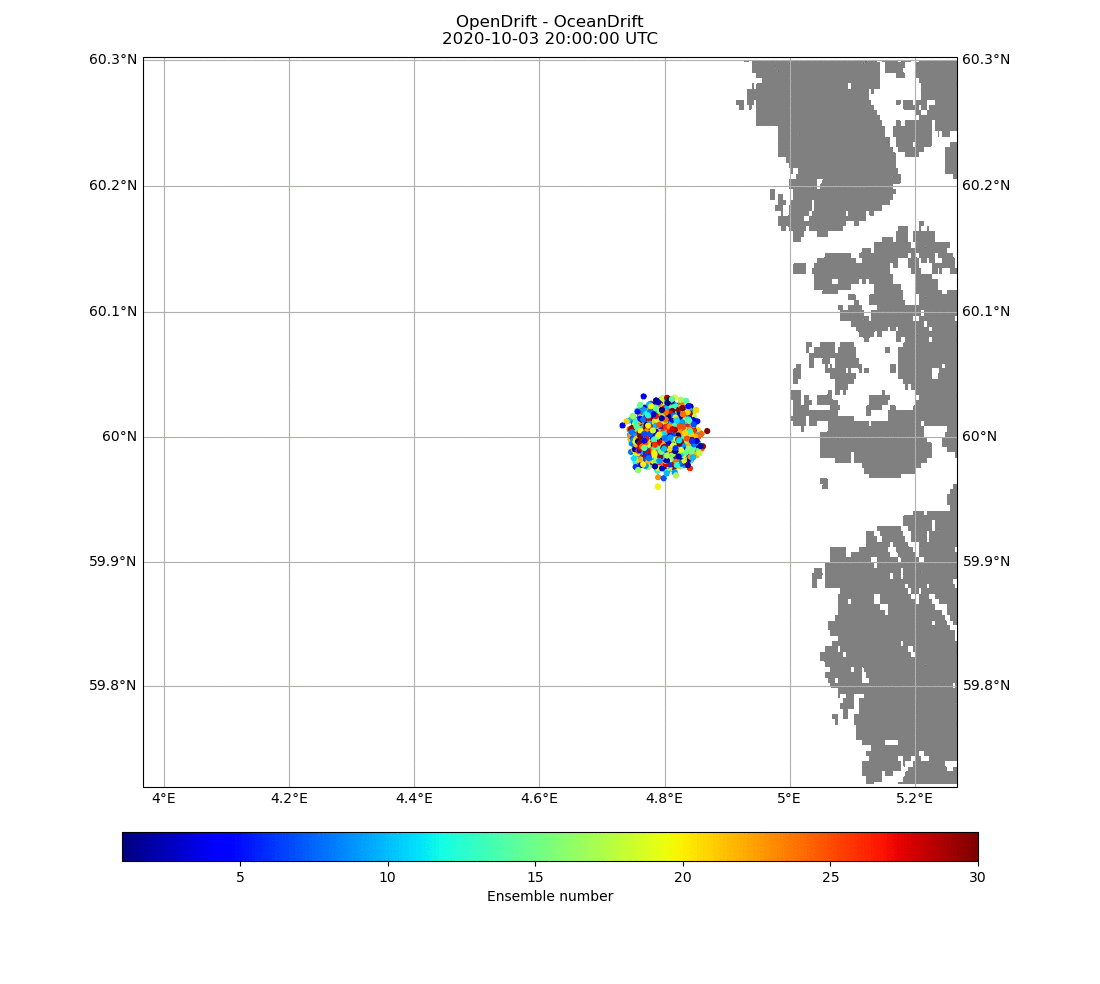 OpenDrift - OceanDrift
2020-10-03 20:00:00 UTC
60.3°N 60.3°N
60.2°N 60.2°N
60.1°N 60.1°N
60°N 60°N
59.9°N 59.9°N
59.8°N 59.8°N
4°E 4.2°E 4.4°E 4.6°E 4.8°E 5°E 5.2°E
5 10 15 20 25 30
Ensemble number